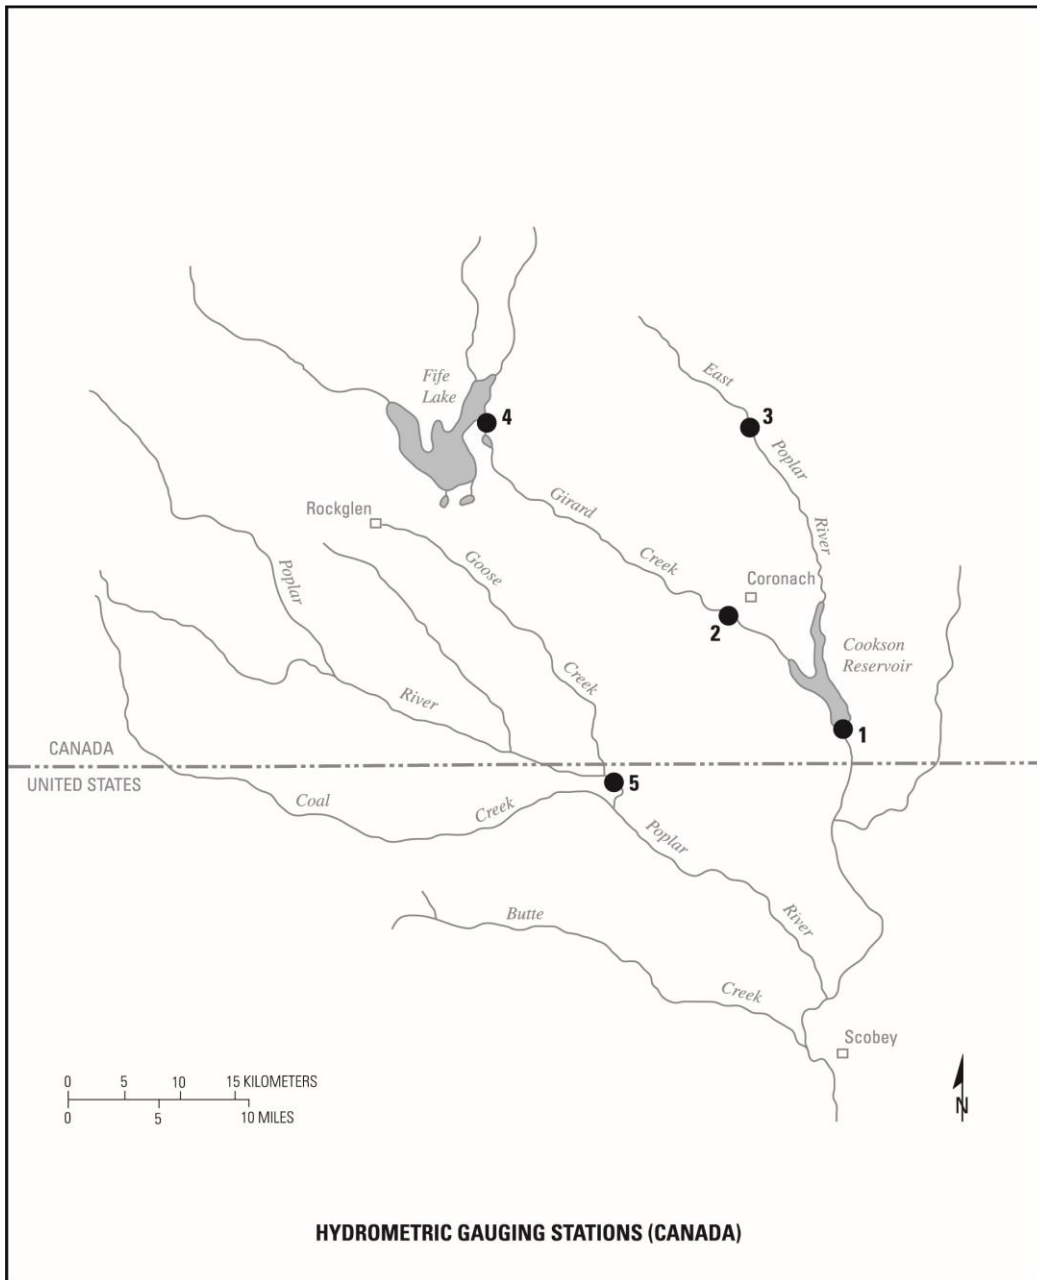 Fife
Lake
4
East
3
Poplar
River
Rockglen
Girard
Creek
Goose
Coronach
2
Poplar
Creek
Cookson
Reservoir
River
1
CANADA
UNITED STATES
5
Coal
Creek
Poplar
River
Butte
Creek
Scobey
0 5 10 15 KILOMETERS
0 5 10 MILES
N
HYDROMETRIC GAUGING STATIONS (CANADA)